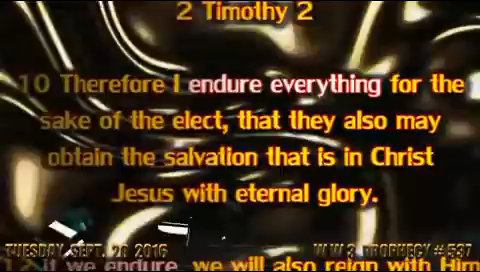 2 Timothy 2
10 Therefore I endure everything for the
sake of the elect, that they also may
obtain the salvation that is in Christ
Jesus with eternal glory.
TUESDAY, SEPT. 20 2016
W.W.3 PROPHECY #537
12 if we endure, we will also reign with Him